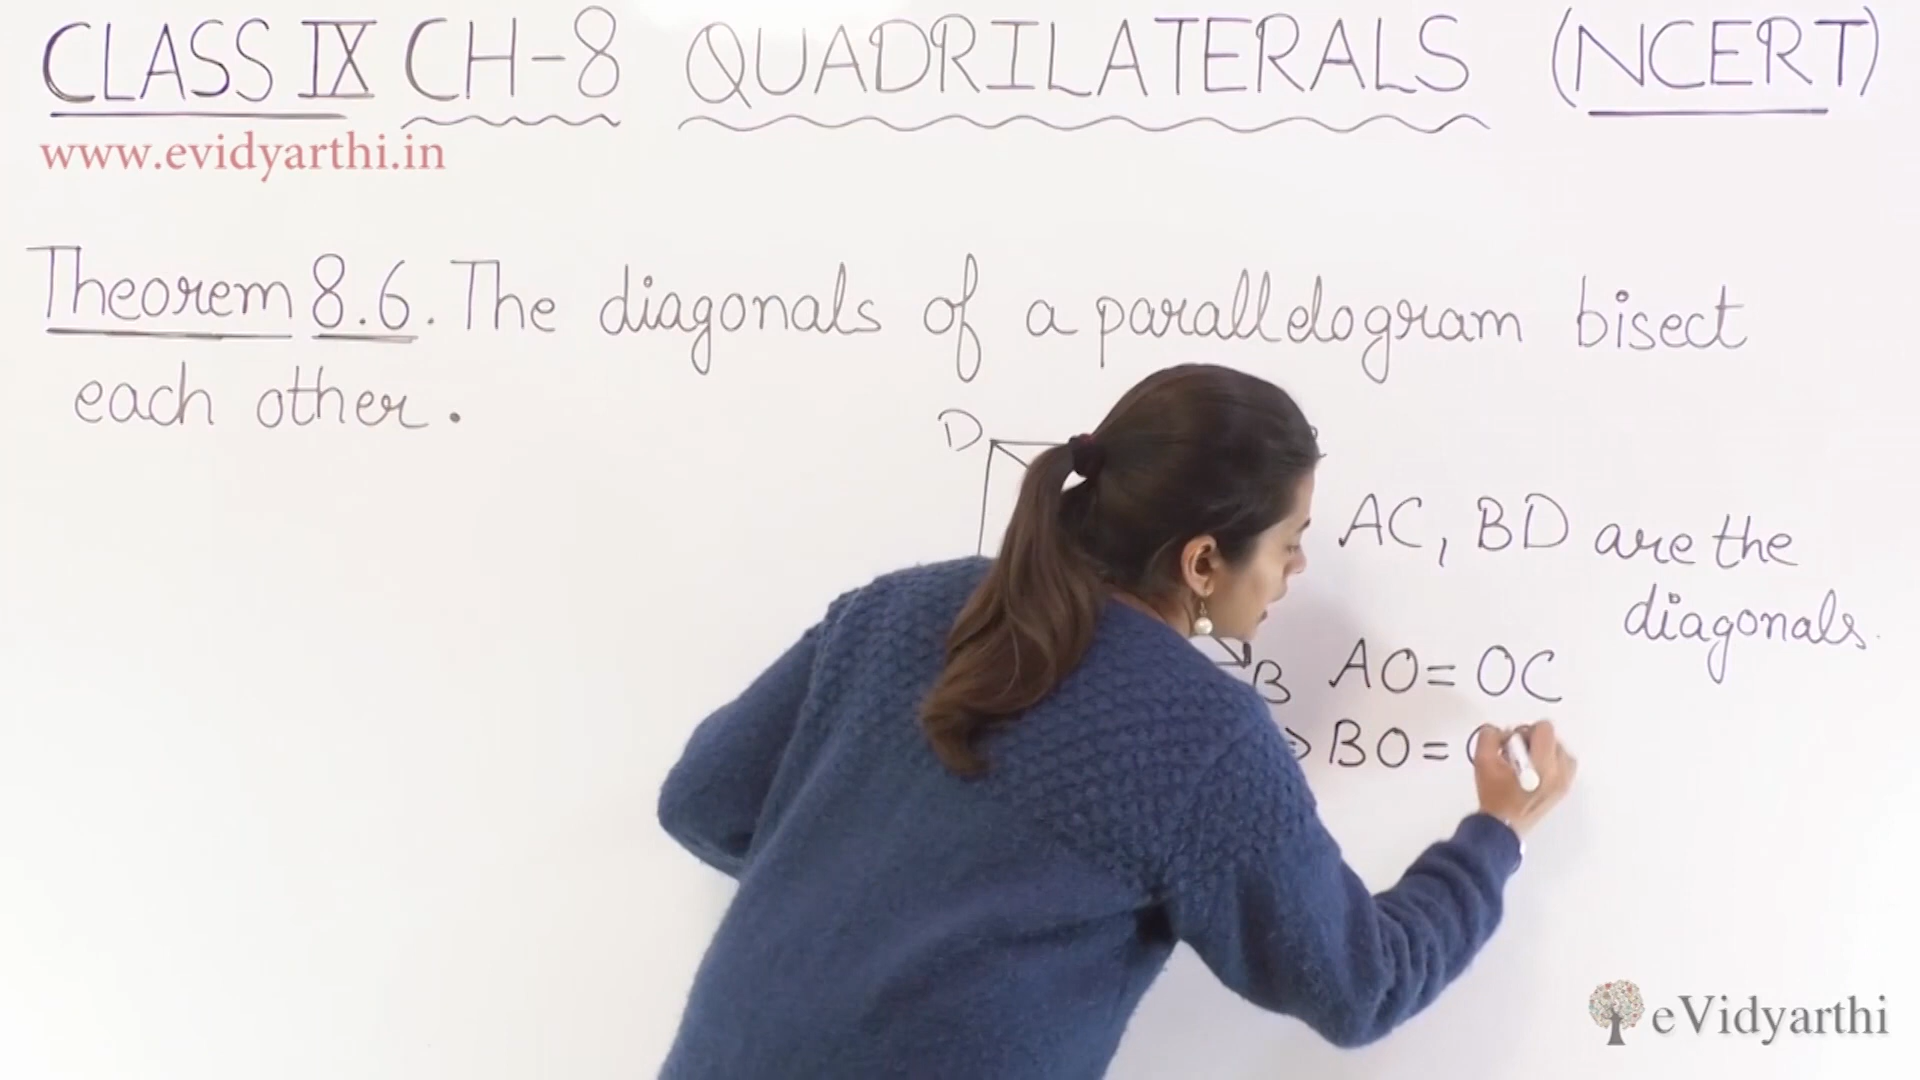 CLASS IX CH-8 QUADRILATERALS (NCERT)
www.evidyarthi.in
Theorem 8.6. The diagonals of a parallelogram bisect
each other.
D
AC, BD are the
diagonals.
B
AO = OC
⇒ BO =
eVidyarthi